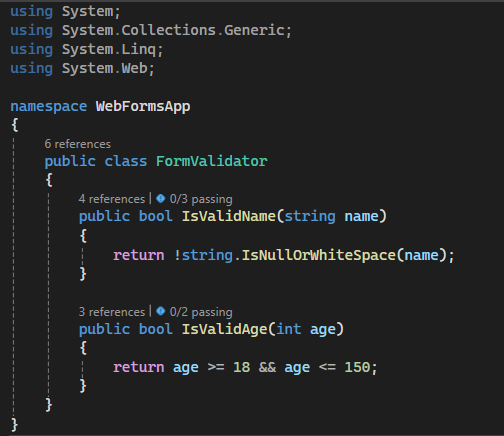 using System;
using System.Collections.Generic;
using System.Linq;
using System.Web;
namespace WebFormsApp
{
6 references
public class FormValidator
{
4 references | 0/3 passing
public bool IsValidName(string name)
{
return !string.IsNullOrWhiteSpace(name);
}
3 references | 0/2 passing
public bool IsValidAge(int age)
{
return age >= 18 && age <= 150;
}
}
}